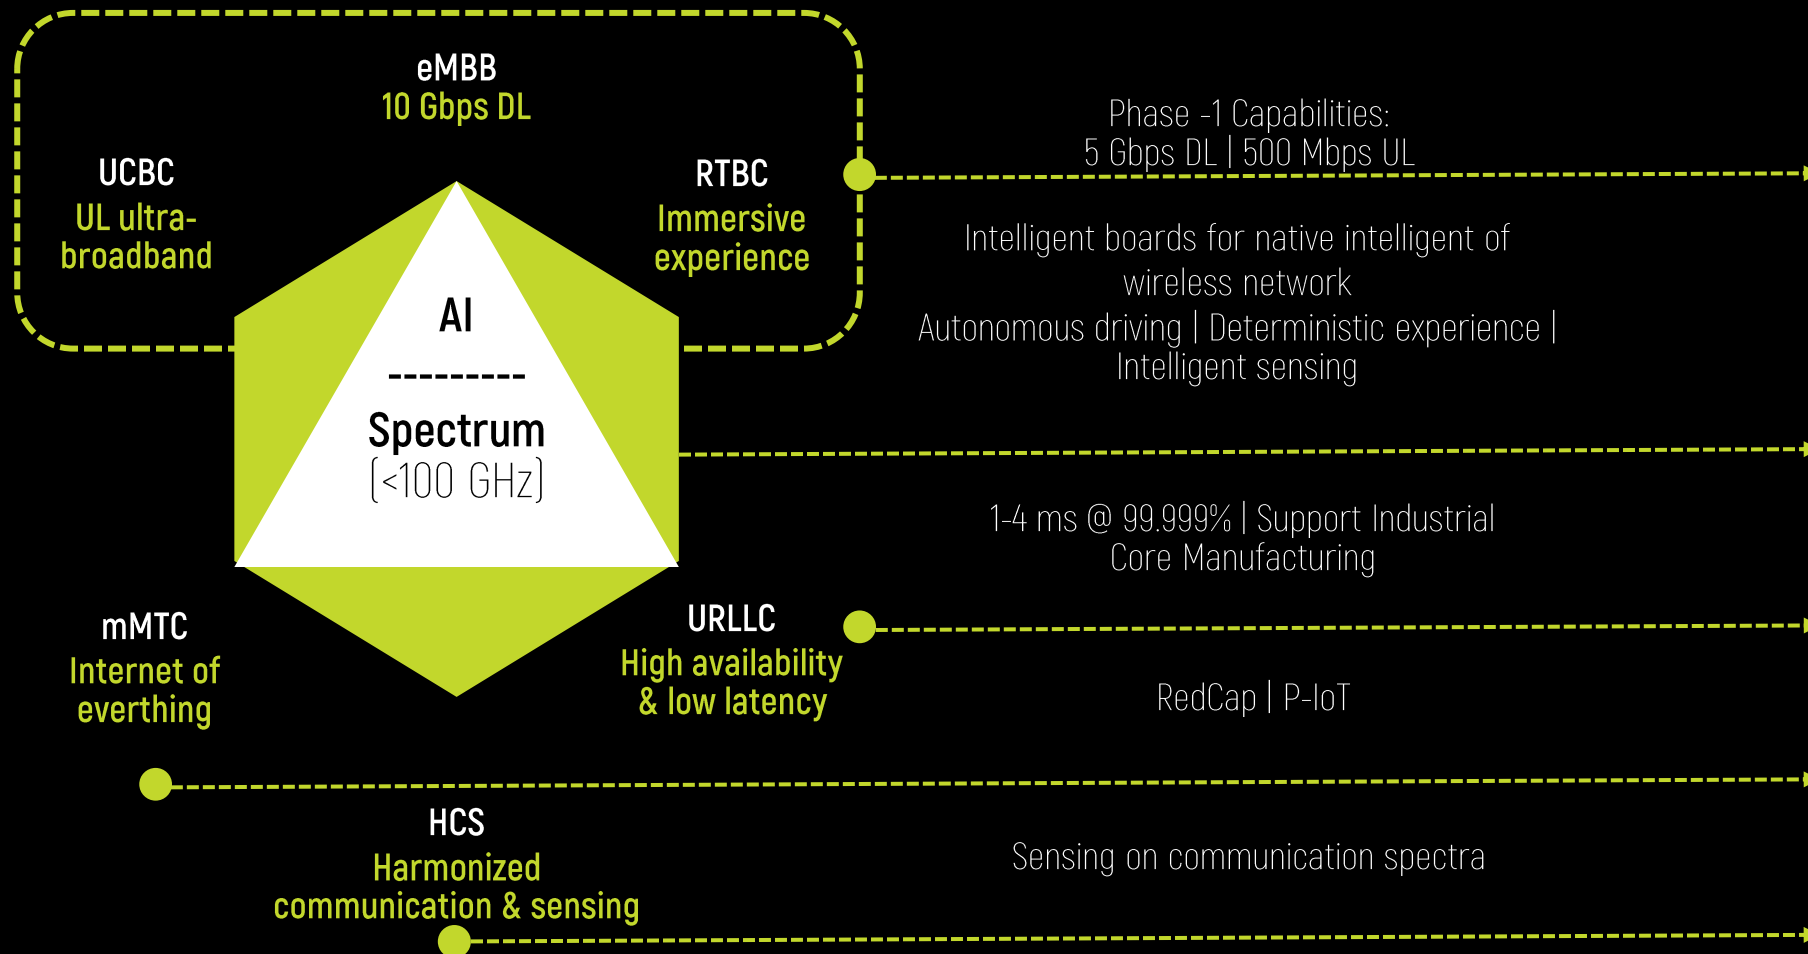 eMBB
10 Gbps DL
UCBC
UL ultra-
broadband
RTBC
Immersive
experience
AI
Spectrum
(<100 GHz)
mMTC
Internet of
everthing
URLLC
High availability
& low latency
HCS
Harmonized
communication & sensing
Phase -1 Capabilities:
5 Gbps DL | 500 Mbps UL
Intelligent boards for native intelligent of
wireless network
Autonomous driving | Deterministic experience |
Intelligent sensing
1-4 ms @ 99.999% | Support Industrial
Core Manufacturing
RedCap | P-IoT
Sensing on communication spectra